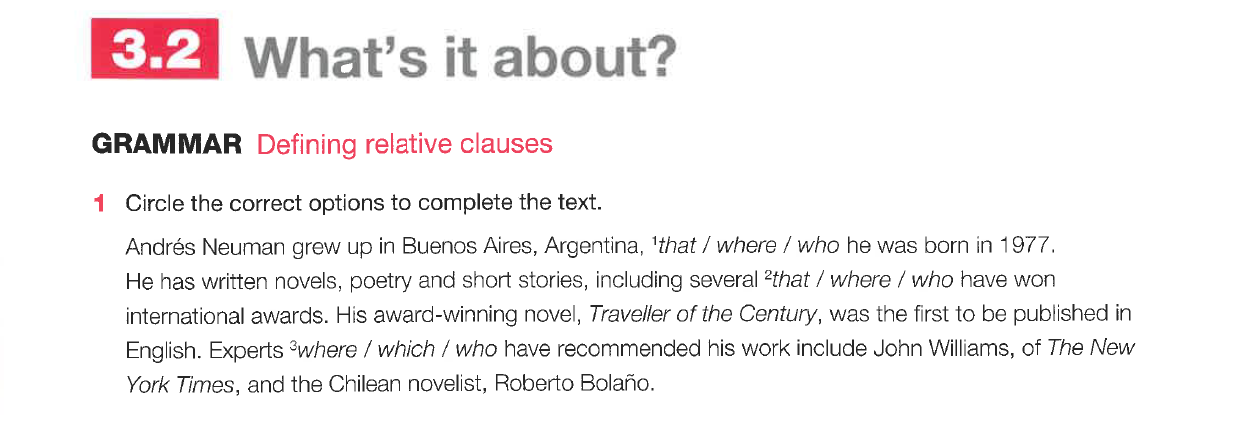 3.2 What's it about?
GRAMMAR Defining relative clauses
1 Circle the correct options to complete the text.
Andrés Neuman grew up in Buenos Aires, Argentina, ¹that / where / who he was born in 1977.
He has written novels, poetry and short stories, including several ²that / where / who have won
international awards. His award-winning novel, Traveller of the Century, was the first to be published in
English. Experts ³where / which / who have recommended his work include John Williams, of The New
York Times, and the Chilean novelist, Roberto Bolaño.